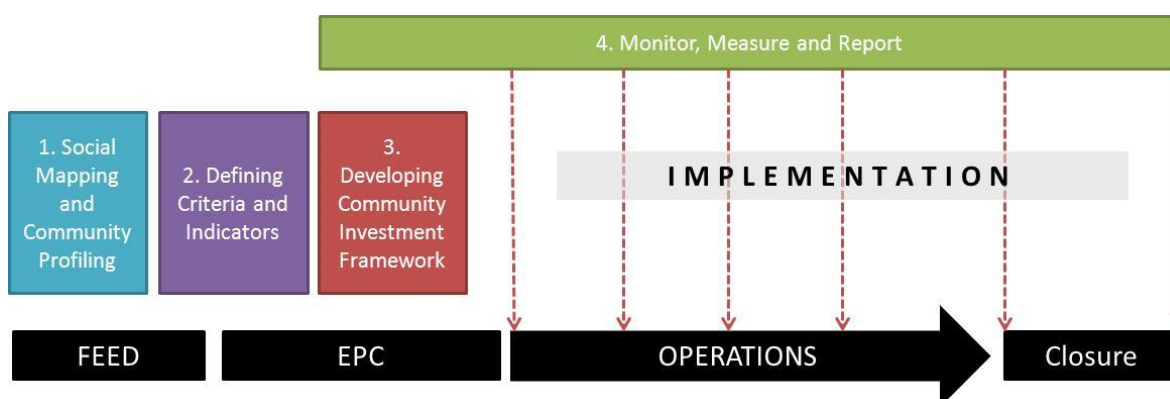 4. Monitor, Measure and Report
1. Social
Mapping
and
Community
Profiling
2. Defining
Criteria and
Indicators
3.
Developing
Community
Investment
Framework
IMPLEMENTATION
FEED
EPC
OPERATIONS
Closure